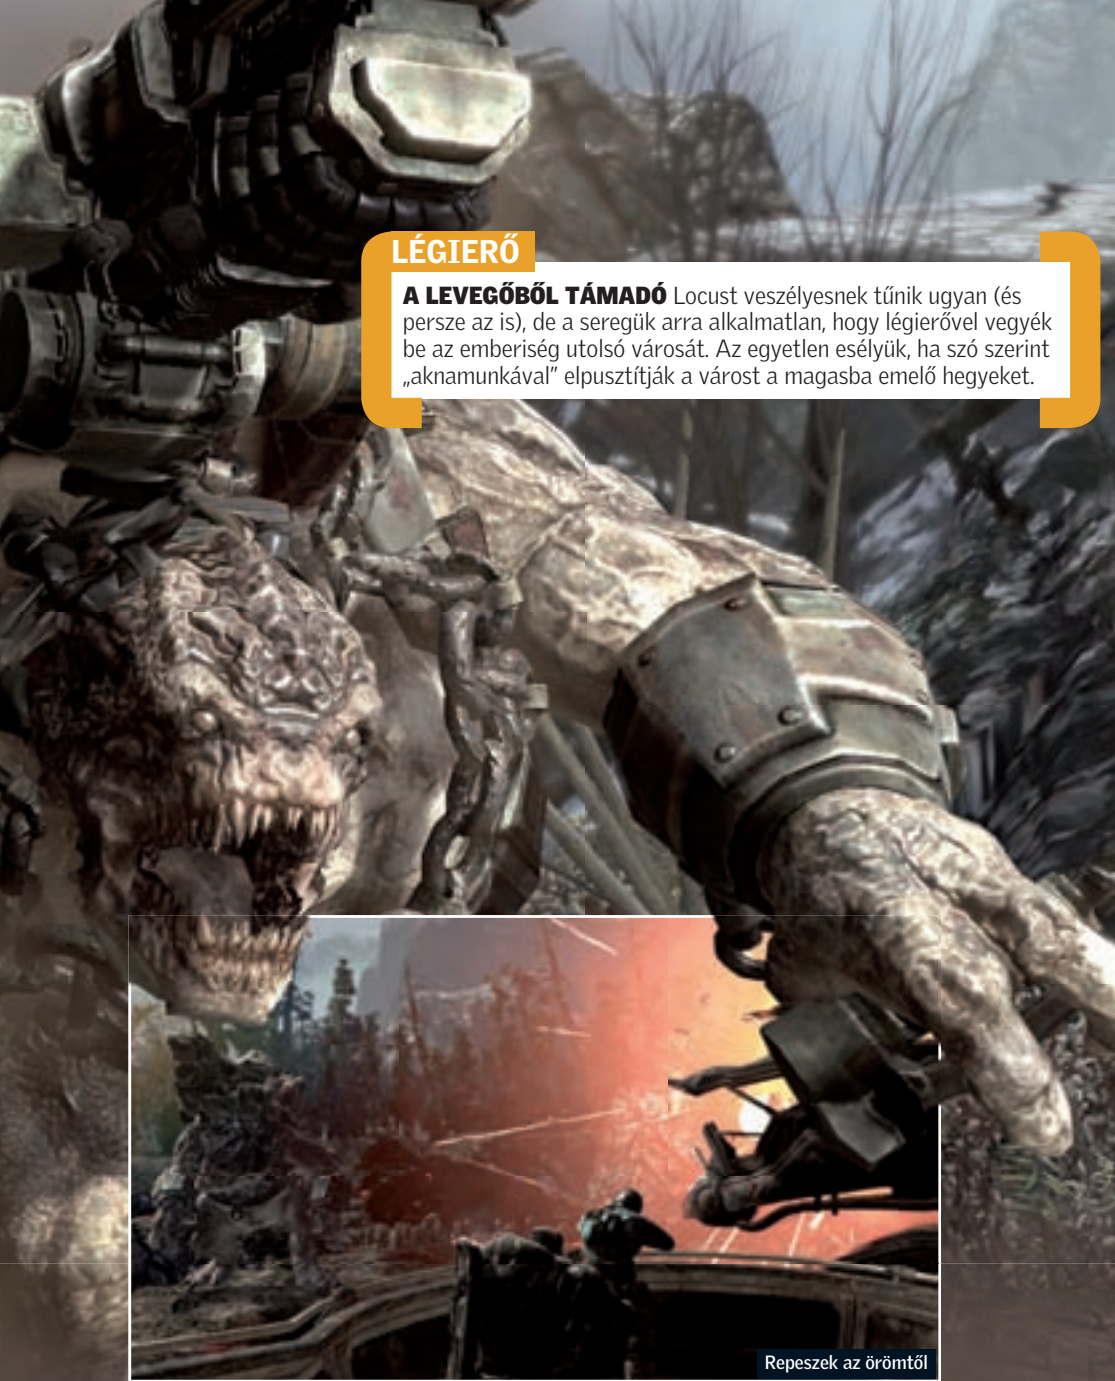 LÉGIERŐ
A LEVEGŐBŐL TÁMADÓ Locust veszélyesnek tűnik ugyan (és
persze az is), de a seregük arra alkalmatlan, hogy légierővel vegyék
be az emberiség utolsó városát. Az egyetlen esélyük, ha szó szerint
„aknamunkával” elpusztítják a várost a magasba emelő hegyeket.
Repeszek az örömtől